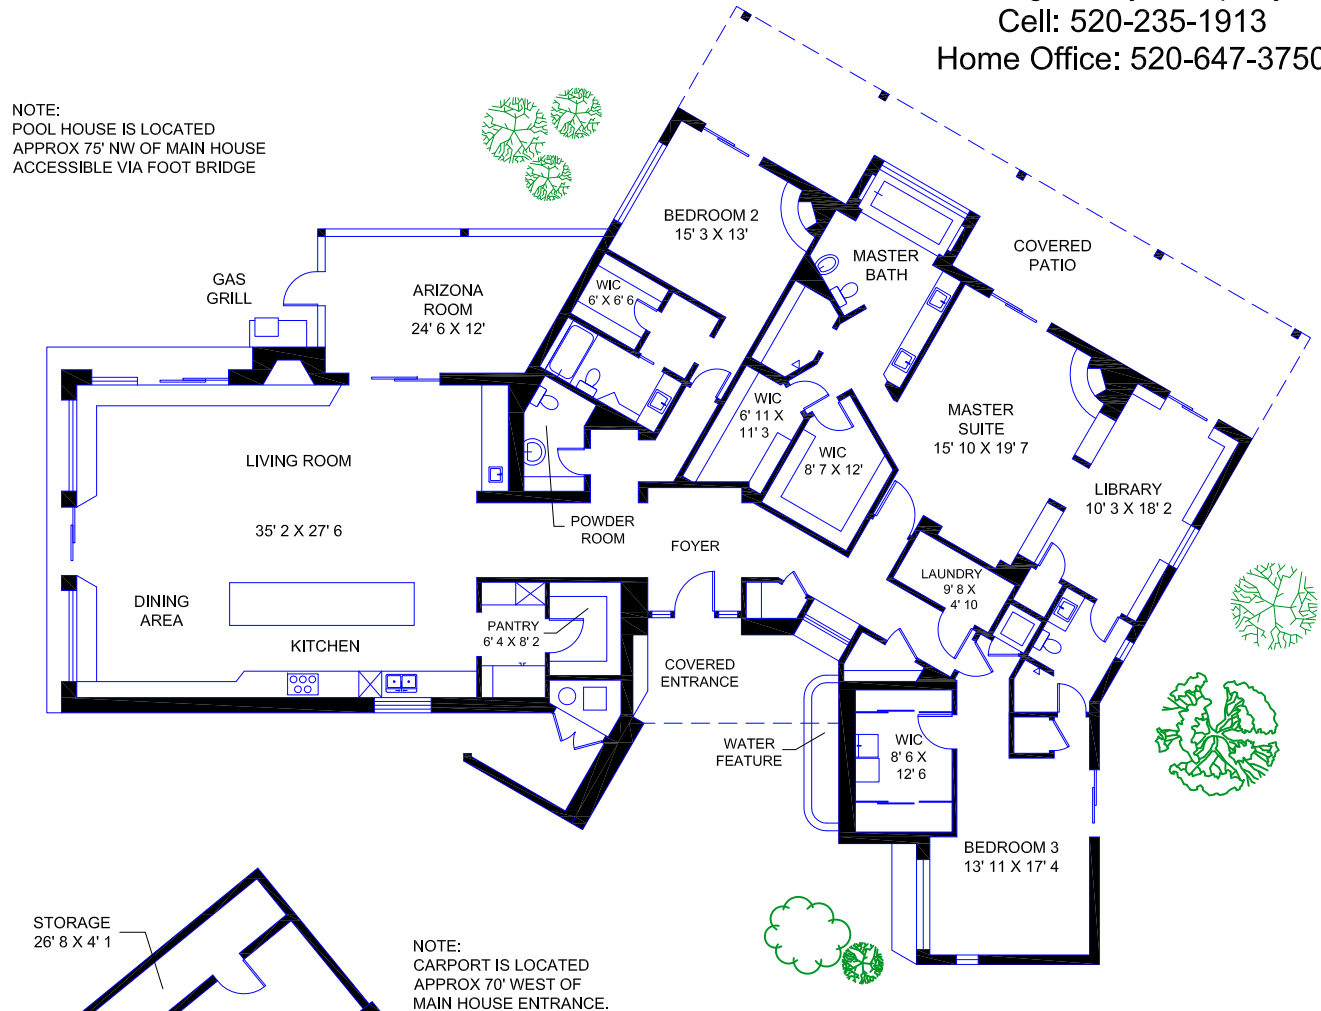 Cell: 520-235-1913
Home Office: 520-647-3750
NOTE:
POOL HOUSE IS LOCATED
APPROX 75' NW OF MAIN HOUSE
ACCESSIBLE VIA FOOT BRIDGE
BEDROOM 2
15' 3 X 13'
COVERED
PATIO
MASTER
BATH
GAS
GRILL
ARIZONA
ROOM
24' 6 X 12'
WIC
6' X 6' 6
WIC
6' 11 X
11' 3
MASTER
SUITE
15' 10 X 19' 7
WIC
8' 7 X 12'
LIVING ROOM
35' 2 X 27' 6
LIBRARY
10' 3 X 18' 2
POWDER
ROOM
FOYER
LAUNDRY
9' 8 X
4' 10
DINING
AREA
KITCHEN
PANTRY
6' 4 X 8' 2
COVERED
ENTRANCE
WATER
FEATURE
WIC
8' 6 X
12' 6
BEDROOM 3
13' 11 X 17' 4
STORAGE
26' 8 X 4' 1
NOTE:
CARPORT IS LOCATED
APPROX 70' WEST OF
MAIN HOUSE ENTRANCE.